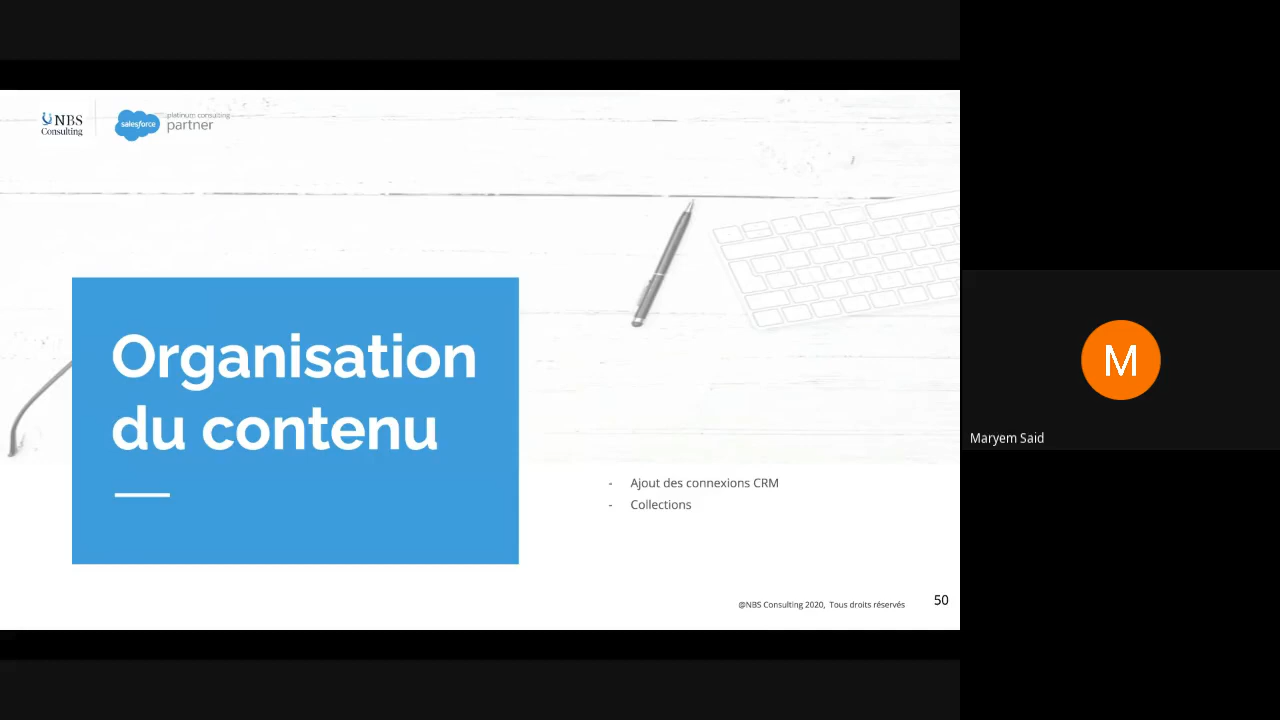 NBS
Consulting
salesforce
platinum consulting
partner
Organisation
du contenu
- Ajout des connexions CRM
- Collections
@NBS Consulting 2020, Tous droits réservés
50
M
Maryem Said